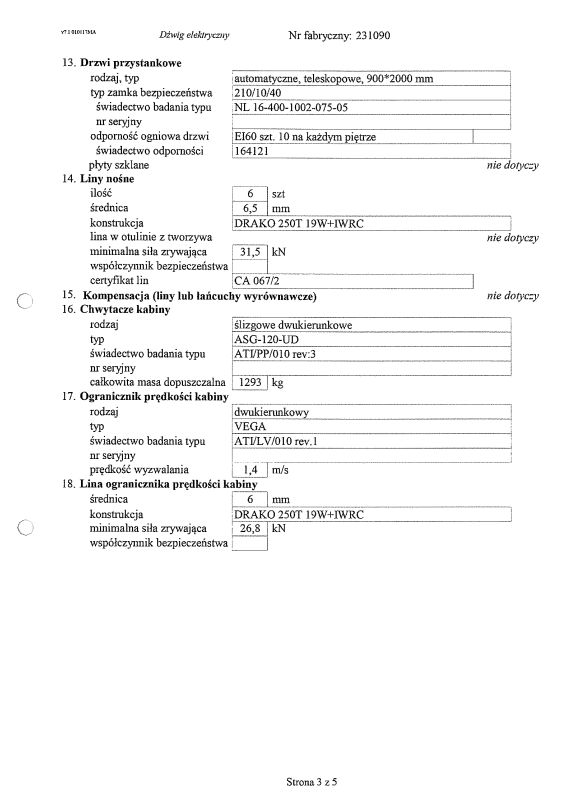 v7.1 010117MA Dźwig elektryczny Nr fabryczny: 231090
13. Drzwi przystankowe
rodzaj, typ automatyczne, teleskopowe, 900*2000 mm
typ zamka bezpieczeństwa 210/10/40
świadectwo badania typu NL 16-400-1002-075-05
nr seryjny
odporność ogniowa drzwi EI60 szt. 10 na każdym piętrze
świadectwo odporności 164121
płyty szklane nie dotyczy
14. Liny nośne
ilość 6 szt
średnica 6,5 mm
konstrukcja DRAKO 250T 19W+IWRC
lina w otulinie z tworzywa nie dotyczy
minimalna siła zrywająca 31,5 kN
współczynnik bezpieczeństwa
certyfikat lin CA 067/2
15. Kompensacja (liny lub łańcuchy wyrównawcze) nie dotyczy
16. Chwytacze kabiny
rodzaj ślizgowe dwukierunkowe
typ ASG-120-UD
świadectwo badania typu ATI/PP/010 rev:3
nr seryjny
całkowita masa dopuszczalna 1293 kg
17. Ogranicznik prędkości kabiny
rodzaj dwukierunkowy
typ VEGA
świadectwo badania typu ATI/LV/010 rev.1
nr seryjny
prędkość wyzwalania 1,4 m/s
18. Lina ogranicznika prędkości kabiny
średnica 6 mm
konstrukcja DRAKO 250T 19W+IWRC
minimalna siła zrywająca 26,8 kN
współczynnik bezpieczeństwa
Strona 3 z 5